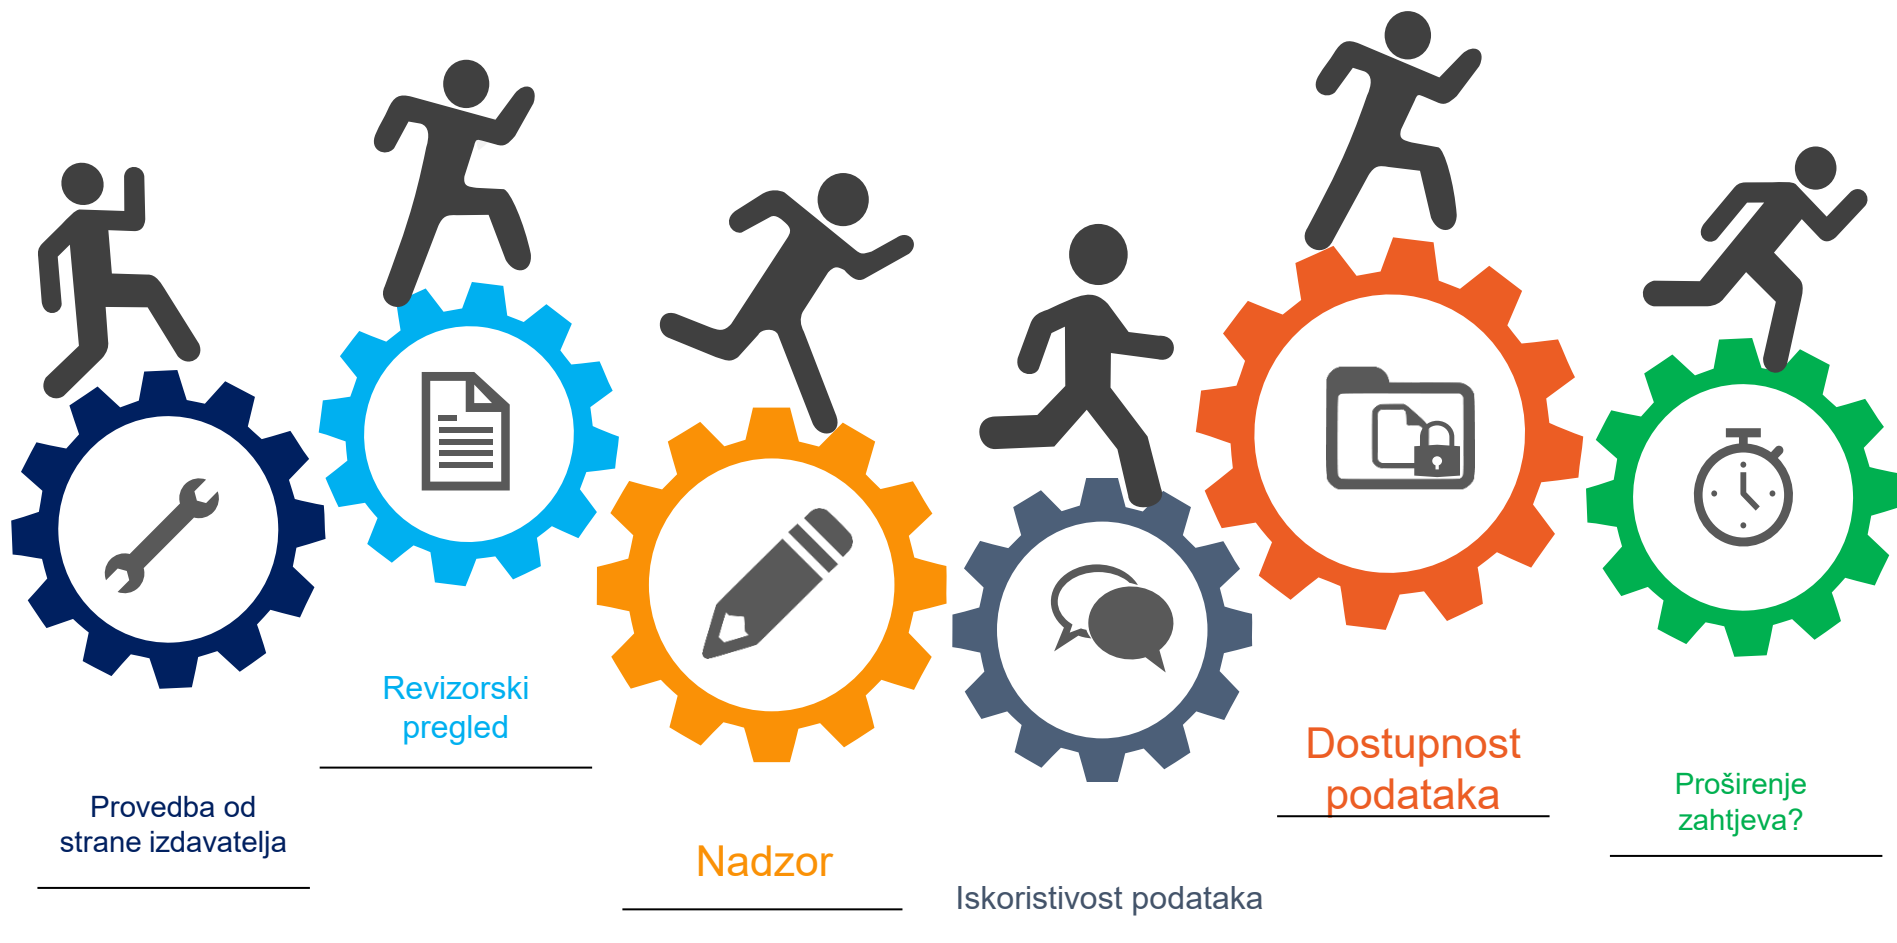 Provedba od
strane izdavatelja
Revizorski
pregled
Nadzor
Iskoristivost podataka
Dostupnost
podataka
Proširenje
zahtjeva?